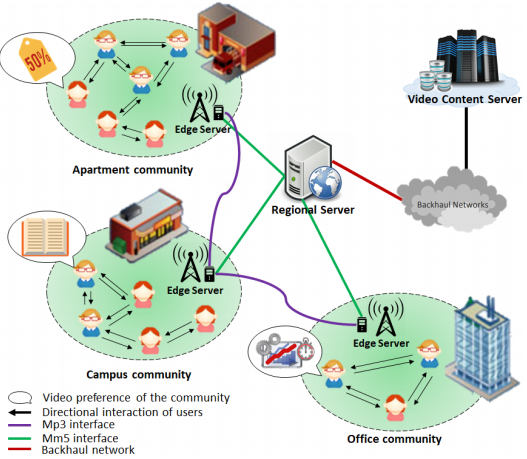 50%
Edge Server
Apartment community
Video Content Server
Backhaul Networks
Regional Server
Edge Server
Campus community
Edge Server
Office community
Video preference of the community
Directional interaction of users
Mp3 interface
Mm5 interface
Backhaul network